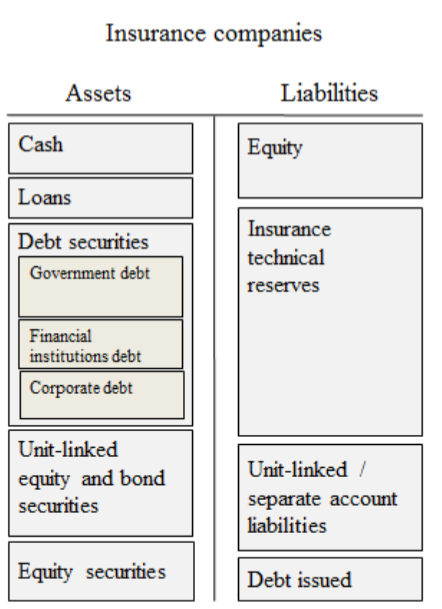 Insurance companies
Assets
Liabilities
Cash
Loans
Debt securities
Government debt
Financial
institutions debt
Corporate debt
Unit-linked
equity and bond
securities
Equity securities
Equity
Insurance
technical
reserves
Unit-linked /
separate account
liabilities
Debt issued